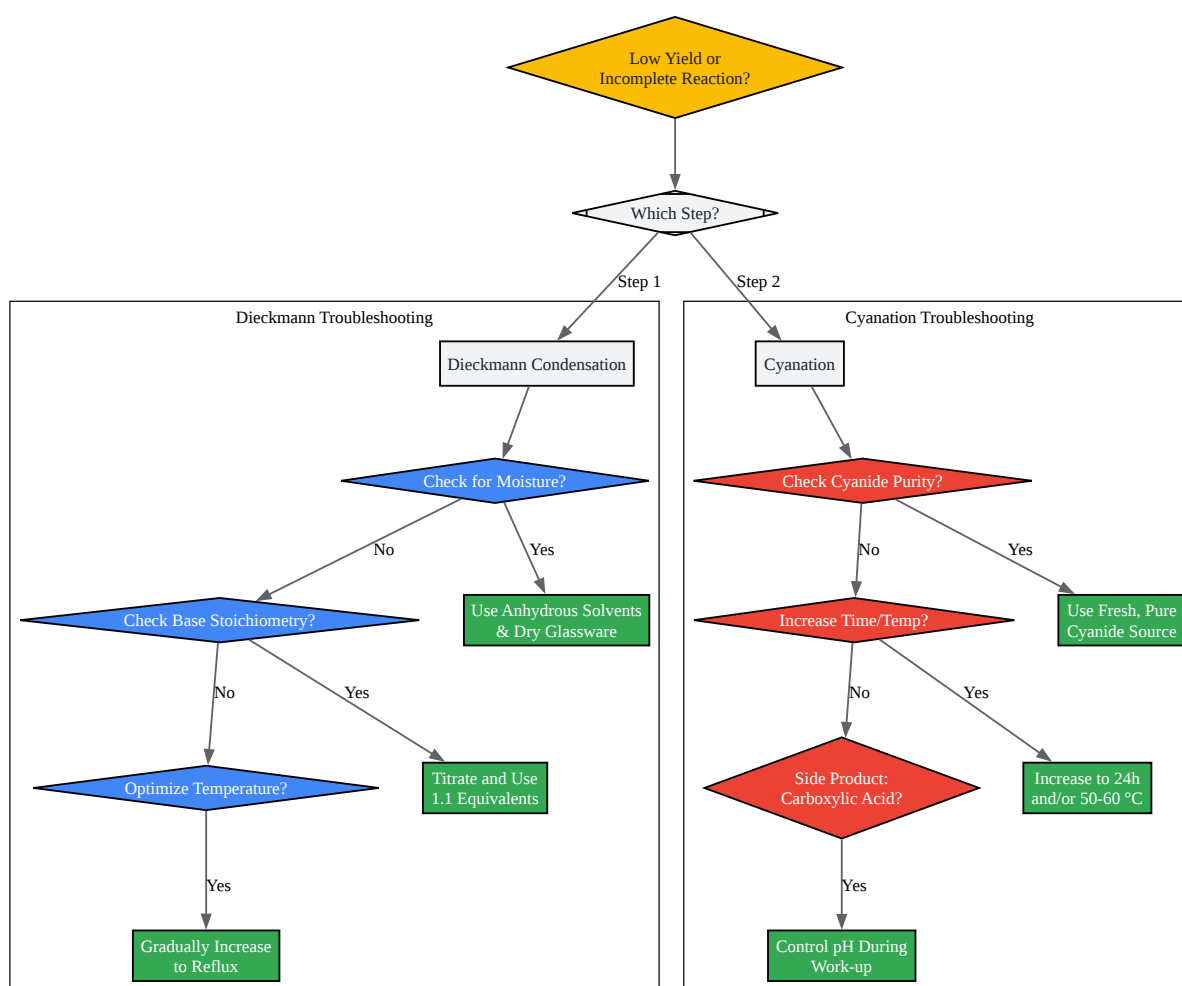 Low Yield or
Incomplete Reaction?
Which Step?
Step 1
Step 2
Dieckmann Troubleshooting
Cyanation Troubleshooting
Dieckmann Condensation
Cyanation
Check for Moisture?
Check Cyanide Purity?
No
Yes
No
Yes
Check Base Stoichiometry?
Use Anhydrous Solvents
& Dry Glassware
Increase Time/Temp?
Use Fresh, Pure
Cyanide Source
No
Yes
No
Yes
Optimize Temperature?
Titrate and Use
1.1 Equivalents
Side Product:
Carboxylic Acid?
Increase to 24h
and/or 50-60 °C
Yes
Yes
Gradually Increase
to Reflux
Control pH During
Work-up